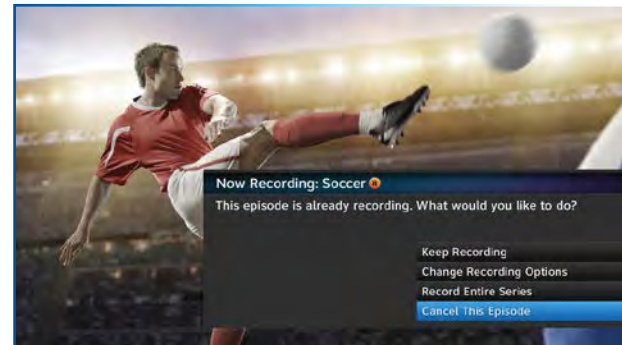 Now Recording: Soccer R
This episode is already recording. What would you like to do?
Keep Recording
Change Recording Options
Record Entire Series
Cancel This Episode